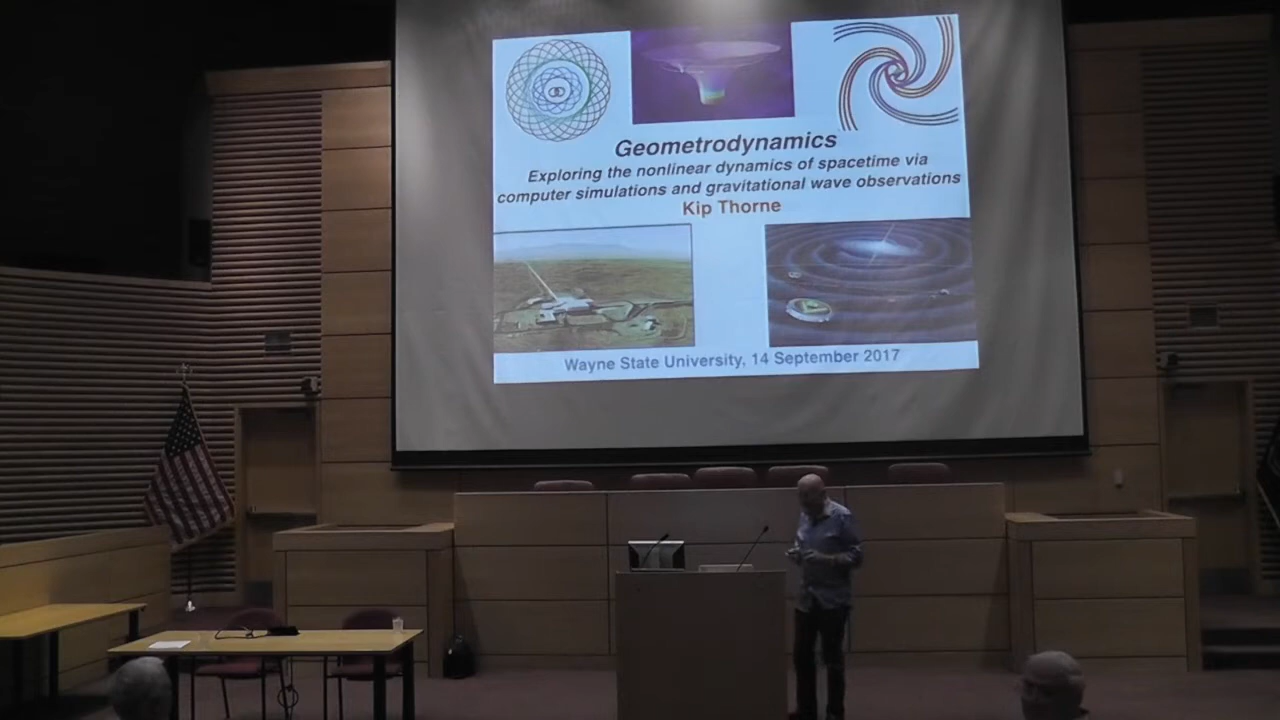 Geometrodynamics
Exploring the nonlinear dynamics of spacetime via
computer simulations and gravitational wave observations
Kip Thorne
Wayne State University, 14 September 2017